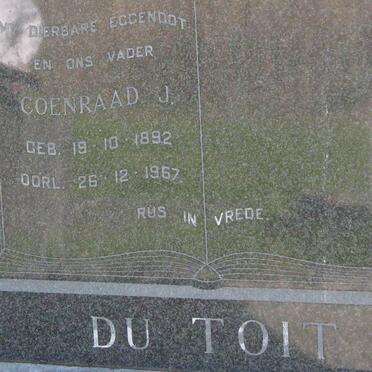 MY DIERBARE EGGENOOT
EN ONS VADER
COENRAAD J.
GEB. 19·10·1892
OORL. 26·12·1967.
RUS IN VREDE.
DU TOIT